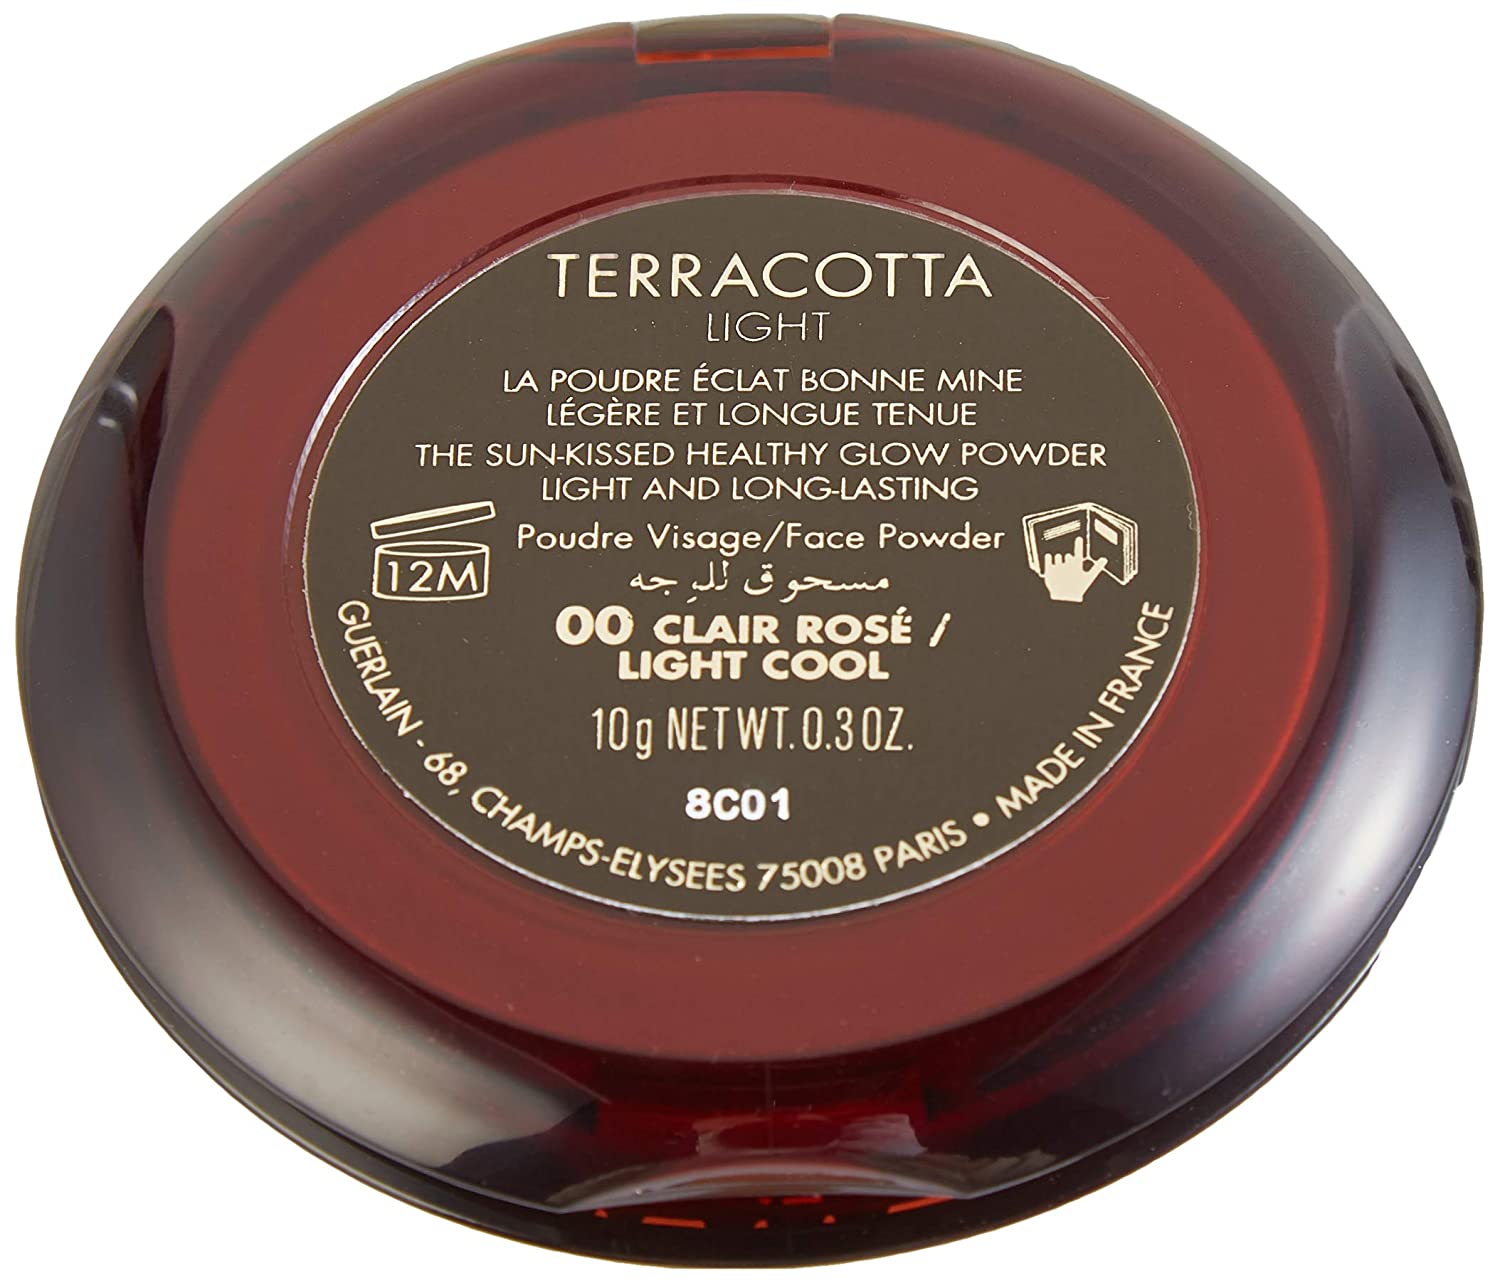 TERRACOTTA
LIGHT
LA POUDRE ÉCLAT BONNE MINE
LÉGÈRE ET LONGUE TENUE
THE SUN-KISSED HEALTHY GLOW POWDER
LIGHT AND LONG-LASTING
Poudre Visage/Face Powder
12M
مسحوق للوجه
00 CLAIR ROSÉ /
LIGHT COOL
10g NET WT. 0.3 OZ.
8C01
GUERLAIN - 68, CHAMPS-ELYSEES 75008 PARIS • MADE IN FRANCE